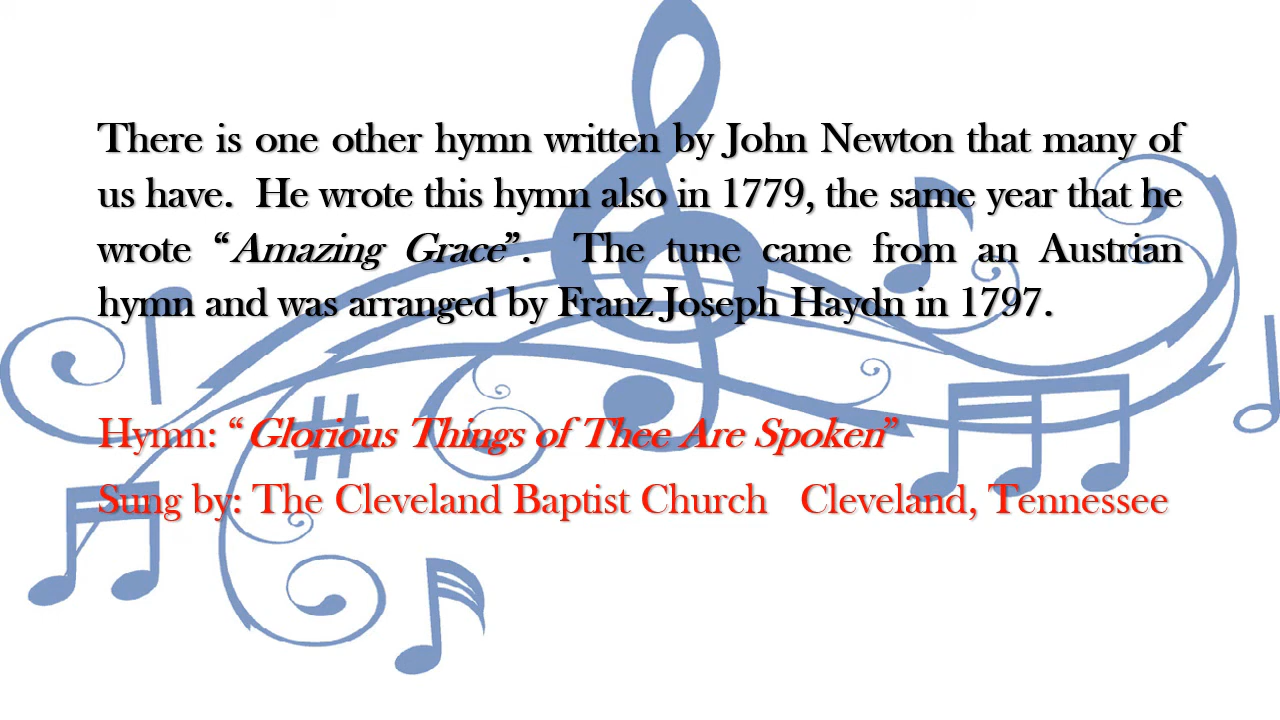 There is one other hymn written by John Newton that many of
us have.  He wrote this hymn also in 1779, the same year that he
wrote “Amazing Grace”.  The tune came from an Austrian
hymn and was arranged by Franz Joseph Haydn in 1797.
Hymn: “Glorious Things of Thee Are Spoken”
Sung by: The Cleveland Baptist Church   Cleveland, Tennessee